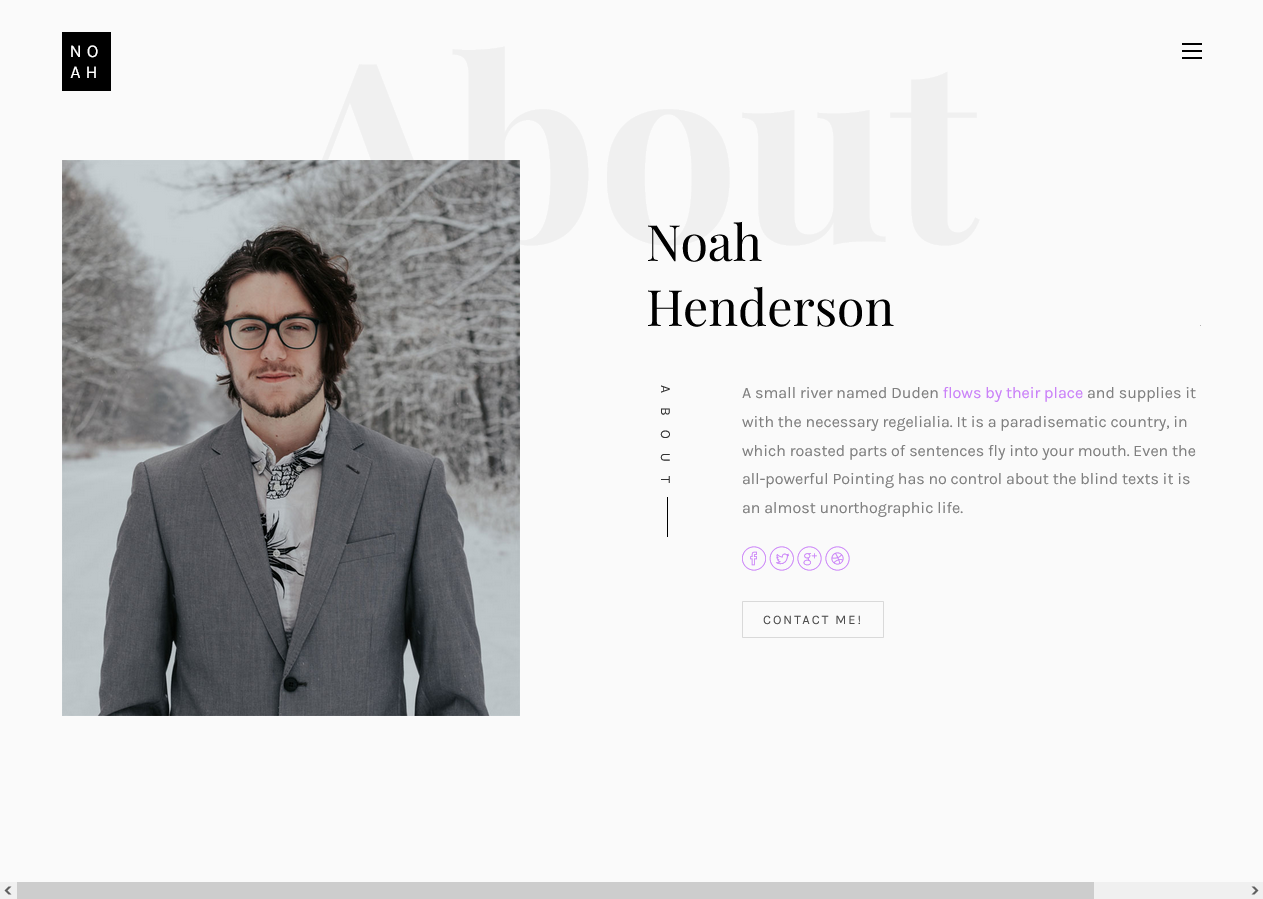 NO
AH
About
Noah
Henderson
ABOUT
A small river named Duden flows by their place and supplies it
with the necessary regelialia. It is a paradisematic country, in
which roasted parts of sentences fly into your mouth. Even the
all-powerful Pointing has no control about the blind texts it is
an almost unorthographic life.
CONTACT ME!